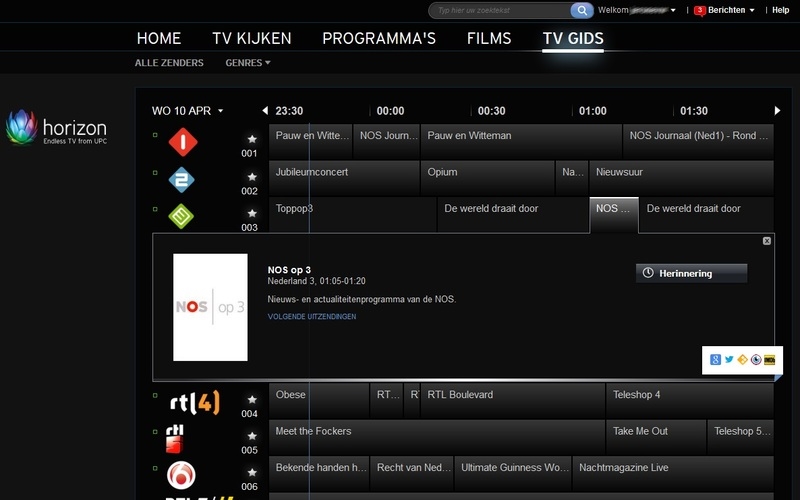 Typ hier uw zoektekst
Welkom
3 Berichten
Help
HOME TV KIJKEN PROGRAMMA'S FILMS TV GIDS
ALLE ZENDERS GENRES
horizon
Endless TV from UPC
WO 10 APR 23:30 00:00 00:30 01:00 01:30
1 001 Pauw en Witte... NOS Journ... Pauw en Witteman NOS Journaal (Ned1) - Rond ...
2 002 Jubileumconcert Opium Na... Nieuwsuur
3 003 Toppop3 De wereld draait door NOS ... De wereld draait door
NOS op 3
NOS op 3
Nederland 3, 01:05-01:20
Nieuws- en actualiteitenprogramma van de NOS.
VOLGENDE UITZENDINGEN
Herinnering
rtl(4) 004 Obese RT... R RTL Boulevard Teleshop 4
rtl 5 005 Meet the Fockers Take Me Out Teleshop 5...
6 006 Bekende handen h... Recht van Ned... Ultimate Guinness Wo... Nachtmagazine Live